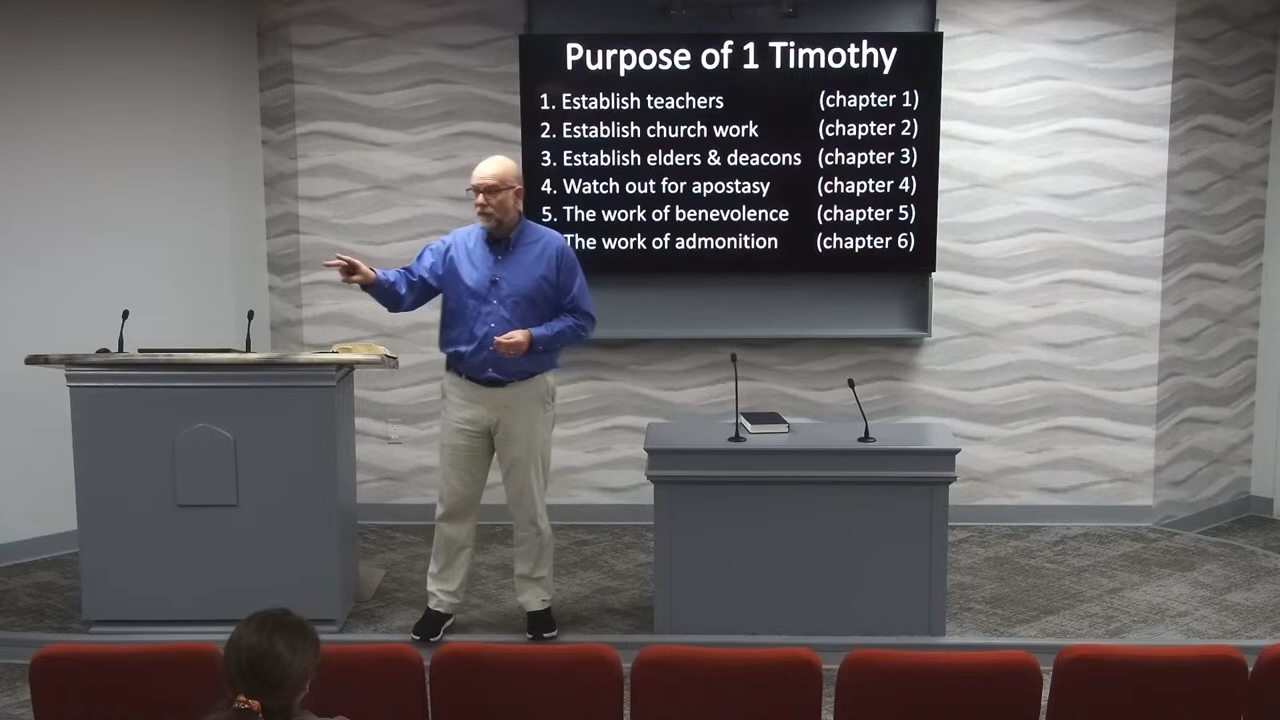 Purpose of 1 Timothy
1. Establish teachers (chapter 1)
2. Establish church work (chapter 2)
3. Establish elders & deacons (chapter 3)
4. Watch out for apostasy (chapter 4)
5. The work of benevolence (chapter 5)
The work of admonition (chapter 6)